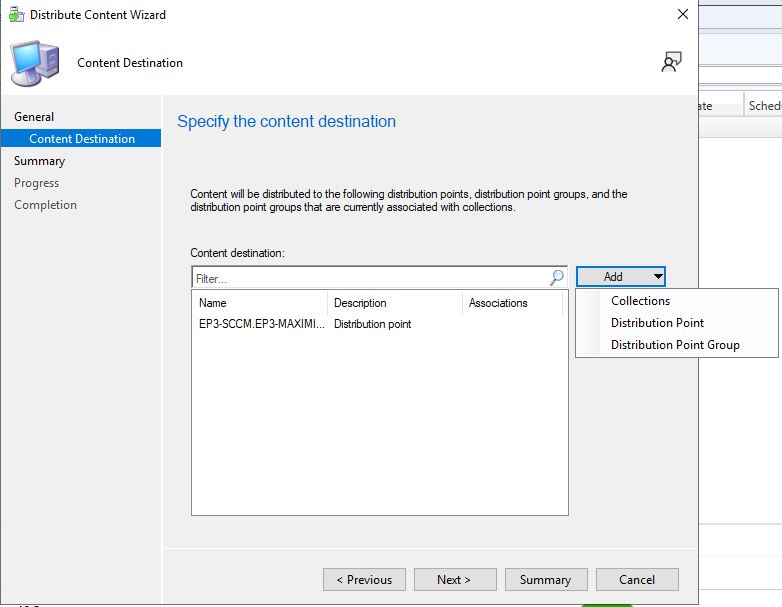 Distribute Content Wizard
Content Destination
General
Content Destination
Summary
Progress
Completion
Specify the content destination
Content will be distributed to the following distribution points, distribution point groups, and the
distribution point groups that are currently associated with collections.
Content destination:
Filter...
Add
Collections
Distribution Point
Distribution Point Group
Name Description Associations
EP3-SCCM.EP3-MAXIMI... Distribution point
< Previous Next > Summary Cancel
ate Sched